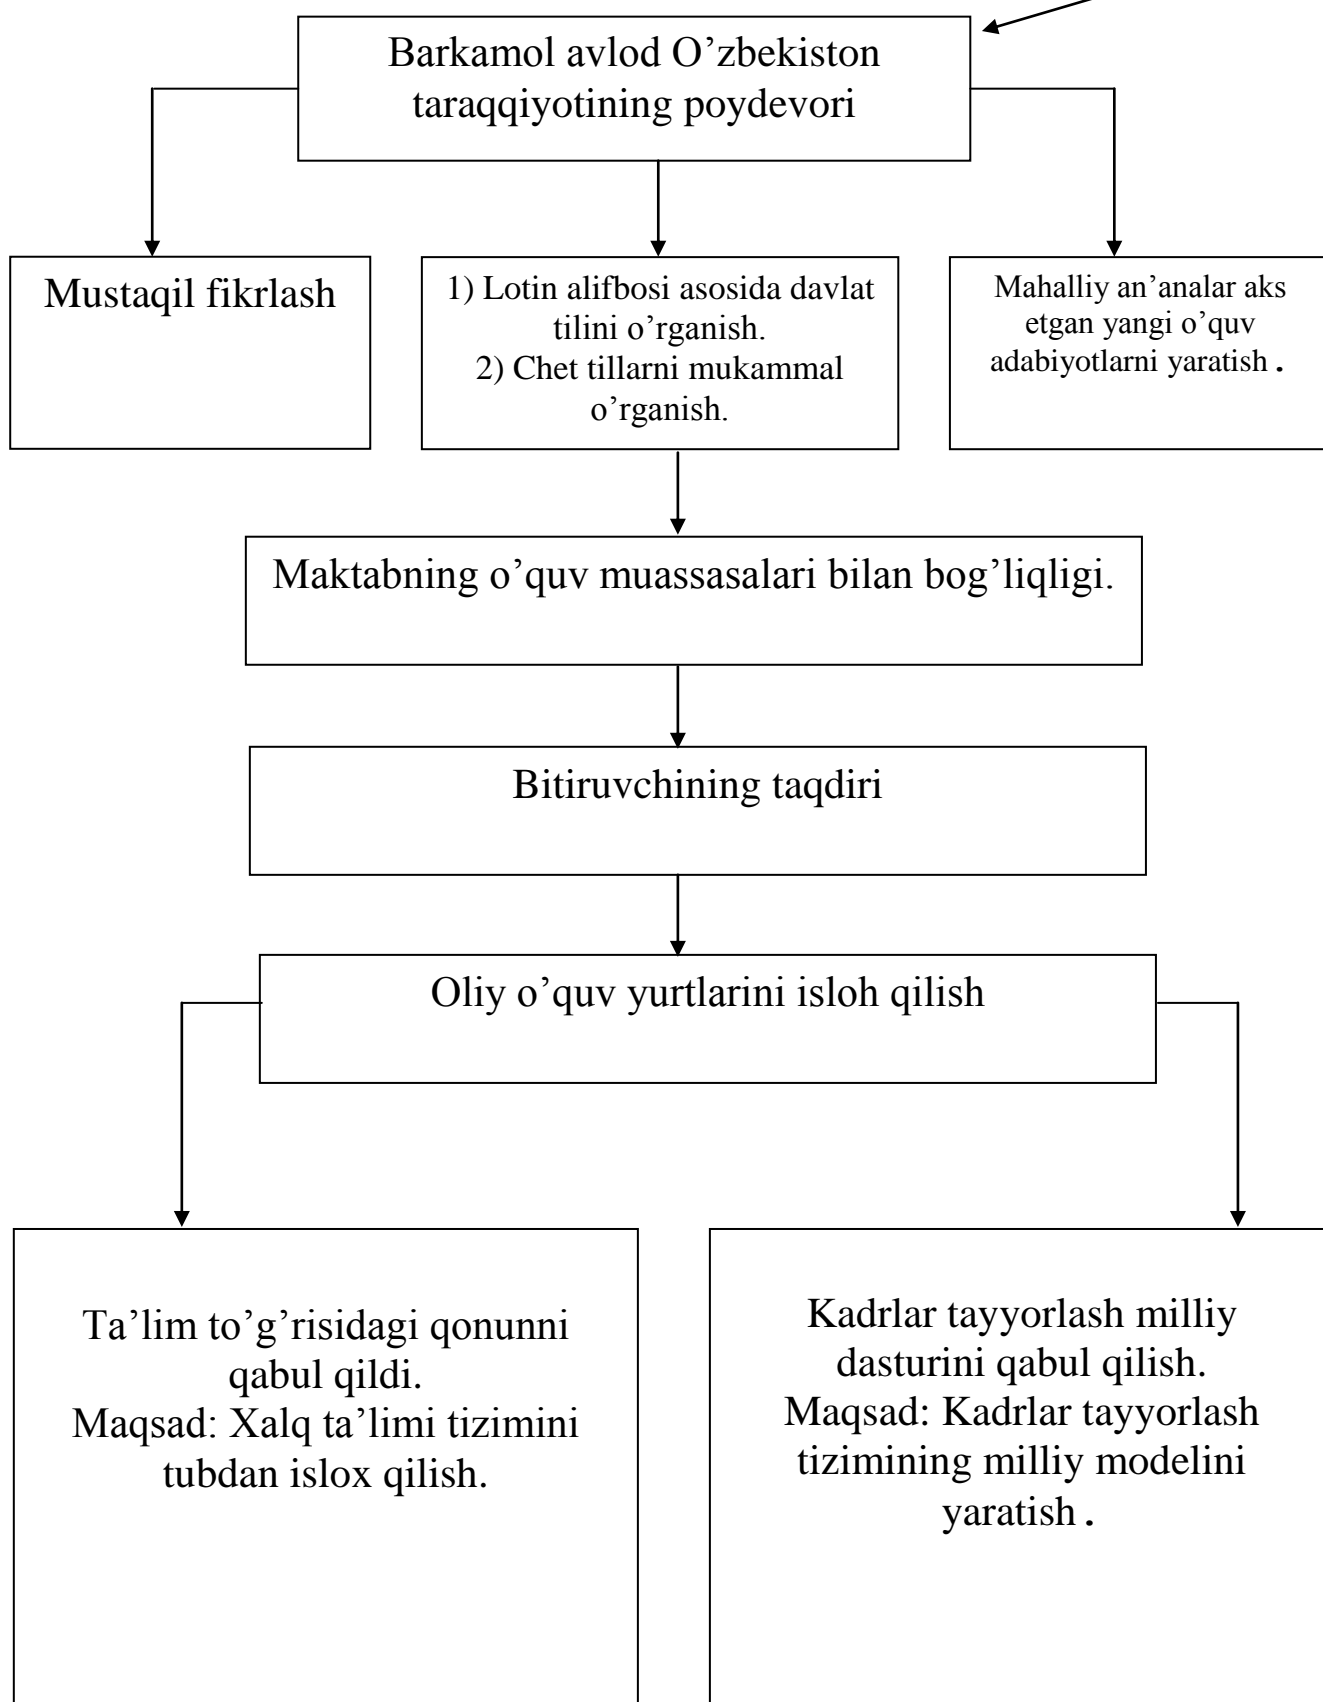 Barkamol avlod O’zbekiston
taraqqiyotining poydevori
Mustaqil fikrlash
1) Lotin alifbosi asosida davlat
tilini o’rganish.
2) Chet tillarni mukammal
o’rganish.
Mahalliy an’analar aks
etgan yangi o’quv
adabiyotlarni yaratish.
Maktabning o’quv muassasalari bilan bog’liqligi.
Bitiruvchining taqdiri
Oliy o’quv yurtlarini isloh qilish
Ta’lim to’g’risidagi qonunni
qabul qildi.
Maqsad: Xalq ta’limi tizimini
tubdan islox qilish.
Kadrlar tayyorlash milliy
dasturini qabul qilish.
Maqsad: Kadrlar tayyorlash
tizimining milliy modelini
yaratish.